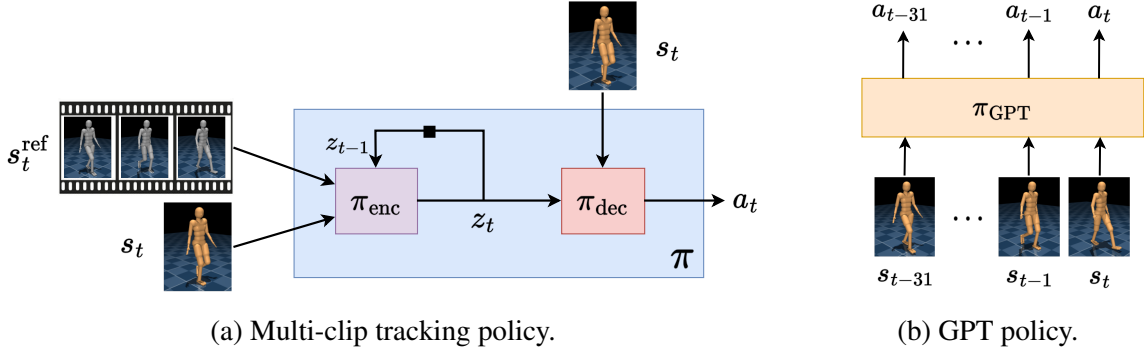 s_t^ref
s_t
z_{t−1}
π_enc
z_t
s_t
π_dec
a_t
π
(a) Multi-clip tracking policy.
a_{t−31} ··· a_{t−1} a_t
π_GPT
···
s_{t−31} s_{t−1} s_t
(b) GPT policy.